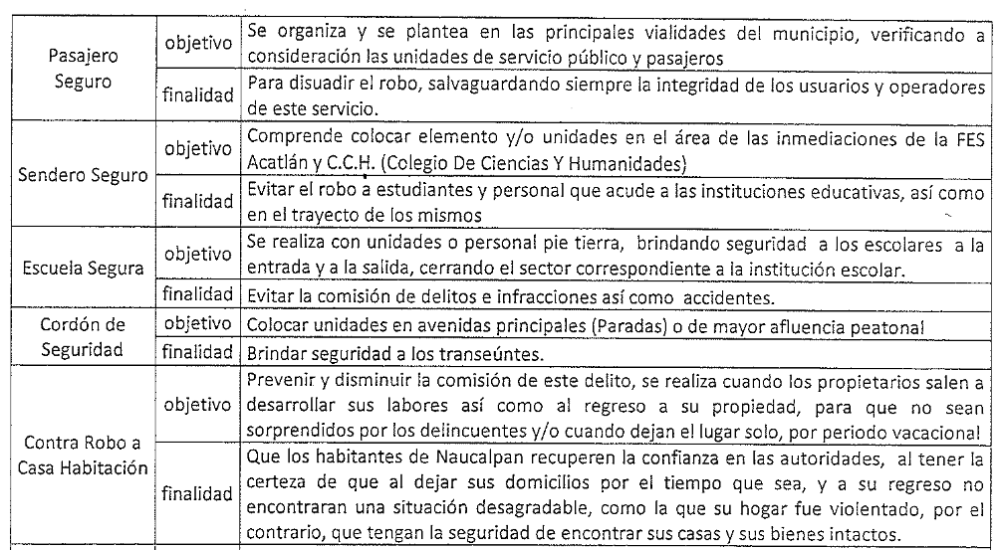 Pasajero
Seguro
objetivo
Se organiza y se plantea en las principales vialidades del municipio, verificando a
consideración las unidades de servicio público y pasajeros
finalidad
Para disuadir el robo, salvaguardando siempre la integridad de los usuarios y operadores
de este servicio.
Sendero Seguro
objetivo
Comprende colocar elemento y/o unidades en el área de las inmediaciones de la FES
Acatlán y C.C.H. (Colegio De Ciencias Y Humanidades)
finalidad
Evitar el robo a estudiantes y personal que acude a las instituciones educativas, así como
en el trayecto de los mismos
Escuela Segura
objetivo
Se realiza con unidades o personal pie tierra, brindando seguridad a los escolares a la
entrada y a la salida, cerrando el sector correspondiente a la institución escolar.
finalidad
Evitar la comisión de delitos e infracciones así como accidentes.
Cordón de
Seguridad
objetivo
Colocar unidades en avenidas principales (Paradas) o de mayor afluencia peatonal
finalidad
Brindar seguridad a los transeúntes.
Contra Robo a
Casa Habitación
objetivo
Prevenir y disminuir la comisión de este delito, se realiza cuando los propietarios salen a
desarrollar sus labores así como al regreso a su propiedad, para que no sean
sorprendidos por los delincuentes y/o cuando dejan el lugar solo, por periodo vacacional
finalidad
Que los habitantes de Naucalpan recuperen la confianza en las autoridades, al tener la
certeza de que al dejar sus domicilios por el tiempo que sea, y a su regreso no
encontraran una situación desagradable, como la que su hogar fue violentado, por el
contrario, que tengan la seguridad de encontrar sus casas y sus bienes intactos.